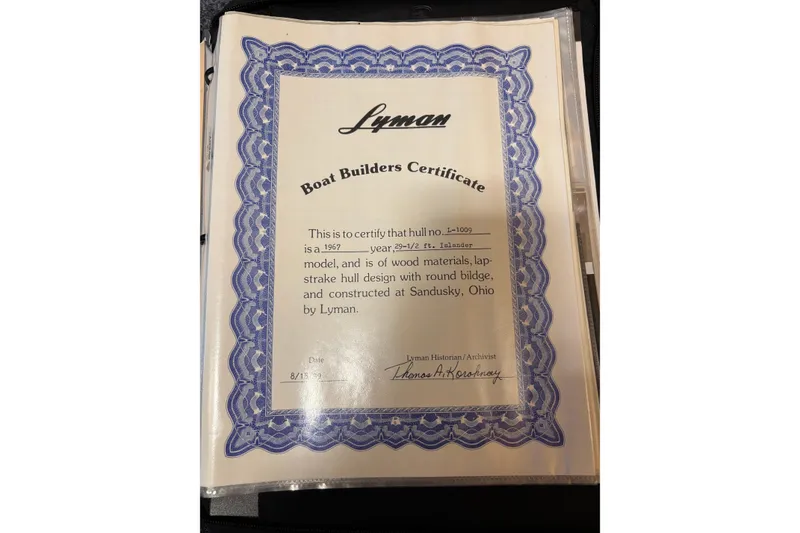 Lyman
Boat Builders Certificate
This is to certify that hull no. L-1009
is a 1967 year, 29-1/2 ft. Islander
model, and is of wood materials, lap-
strake hull design with round bildge,
and constructed at Sandusky, Ohio
by Lyman.
Date Lyman Historian/Archivist
Thomas A. Koroknay